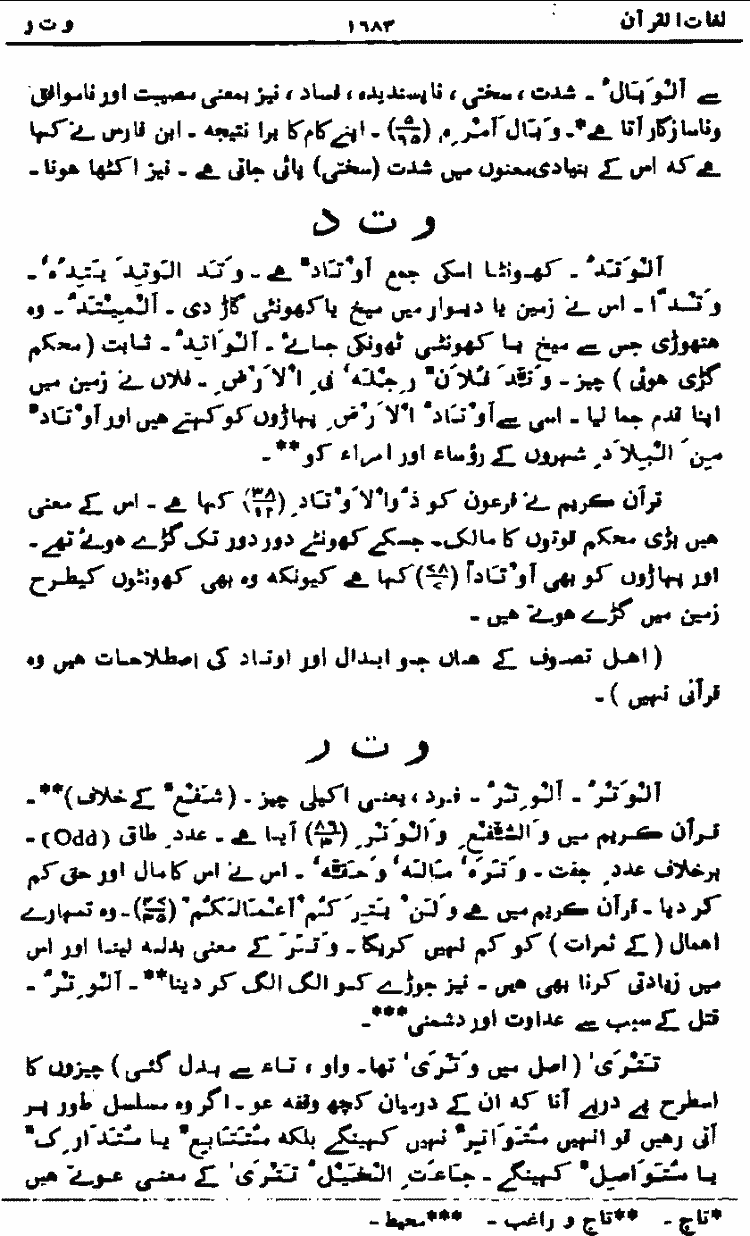 لغات القرآن ۱۶۸۳ و ت ر
سے اَلْوَبَالُ ۔ شدت ، سختی ، ناپسندیدہ ، فساد ، نیز بمعنی مصیبت اور ناموافق
و ناسازگار آتا ہے*۔ وَبَالَ اَمْرِہٖ (۵/۶۵) ۔ اپنے کام کا برا نتیجہ ۔ ابن فارس نے کہا
ہے کہ اس کے بنیادی معنوں میں شدت (سختی) پائی جاتی ہے ۔ نیز اکٹھا ہونا ۔
و ت د
اَلْوَتَدُ ۔ کھونٹا اسکی جمع اَوْتَادٌ ہے ۔ وَتَدَ الْوَتِدَ یَتِدُہٗ ۔
وَتْدًا ۔ اس نے زمین یا دیوار میں میخ یا کھونٹی گاڑ دی ۔ اَلْمِیْتَدُ ۔ وہ
ہتھوڑی جس سے میخ یا کھونٹی ٹھونکی جائے ۔ اَلْوَاتِدُ ۔ ثابت (محکم
گڑی ہوئی) چیز ۔ وَتَّدَ فُلَانٌ رِجْلَہٗ فِی الْاَرْضِ ۔ فلاں نے زمین میں
اپنا قدم جما لیا ۔ اسی سے اَوْتَادُ الْاَرْضِ پہاڑوں کو کہتے ہیں اور اَوْتَادٌ
مِنَ الْبِلَادِ شہروں کے رؤساء اور امراء کو** ۔
قرآن کریم نے فرعون کو ذُوالْاَوْتَادِ (۳۸/۱۲) کہا ہے ۔ اس کے معنی
ہیں بڑی محکم قوتوں کا مالک۔ جسکے کھونٹے دور دور تک گڑے ہوئے تھے ۔
اور پہاڑوں کو بھی اَوْتَاداً (۷۸/۷) کہا ہے کیونکہ وہ بھی کھونٹوں کیطرح
زمین میں گڑے ہوتے ہیں ۔
(اہل تصوف کے ہاں جو ابدال اور اوتاد کی اصطلاحات ہیں وہ
قرآنی نہیں) ۔
و ت ر
اَلْوَتْرُ ۔ اَلْوِتْرُ ۔ فرد ، یعنی اکیلی چیز ۔ (شَفْعٌ کے خلاف)** ۔
قرآن کریم میں وَالشَّفْعِ وَالْوَتْرِ (۸۹/۳) آیا ہے ۔ عددِ طاق (Odd) ۔
برخلاف عددِ جفت ۔ وَتَرَہٗ مَالَہٗ وَحَقَّہٗ ۔ اس نے اس کا مال اور حق کم
کر دیا ۔ قرآن کریم میں ہے وَلَنْ یَتِرَکُمْ اَعْمَالَکُمْ (۴۷/۳۵) ۔ وہ تمہارے
اعمال (کے ثمرات) کو کم نہیں کریگا ۔ وَتَرَ کے معنی بدلہ لینا اور اس
میں زیادتی کرنا بھی ہیں ۔ نیز جوڑے کو الگ الگ کر دینا** ۔ اَلْوِتْرُ ۔
قتل کے سبب سے عداوت اور دشمنی*** ۔
تَتْرٰی (اصل میں وَتْرٰی تھا۔ واو ، تاء سے بدل گئی) چیزوں کا
اسطرح پے درپے آنا کہ ان کے درمیان کچھ وقفہ ہو ۔ اگر وہ مسلسل طور پر
آتی رہیں تو انہیں مُتَوَاتِرٌ نہیں کہینگے بلکہ مُتَتَابِعٌ یا مُتَدَارِکٌ
یا مُتَوَاصِلٌ کہینگے ۔ جَاءَتِ الْخَیْلُ تَتْرٰی کے معنی ہوتے ہیں
*تاج ۔ **تاج و راغب ۔ ***محیط ۔